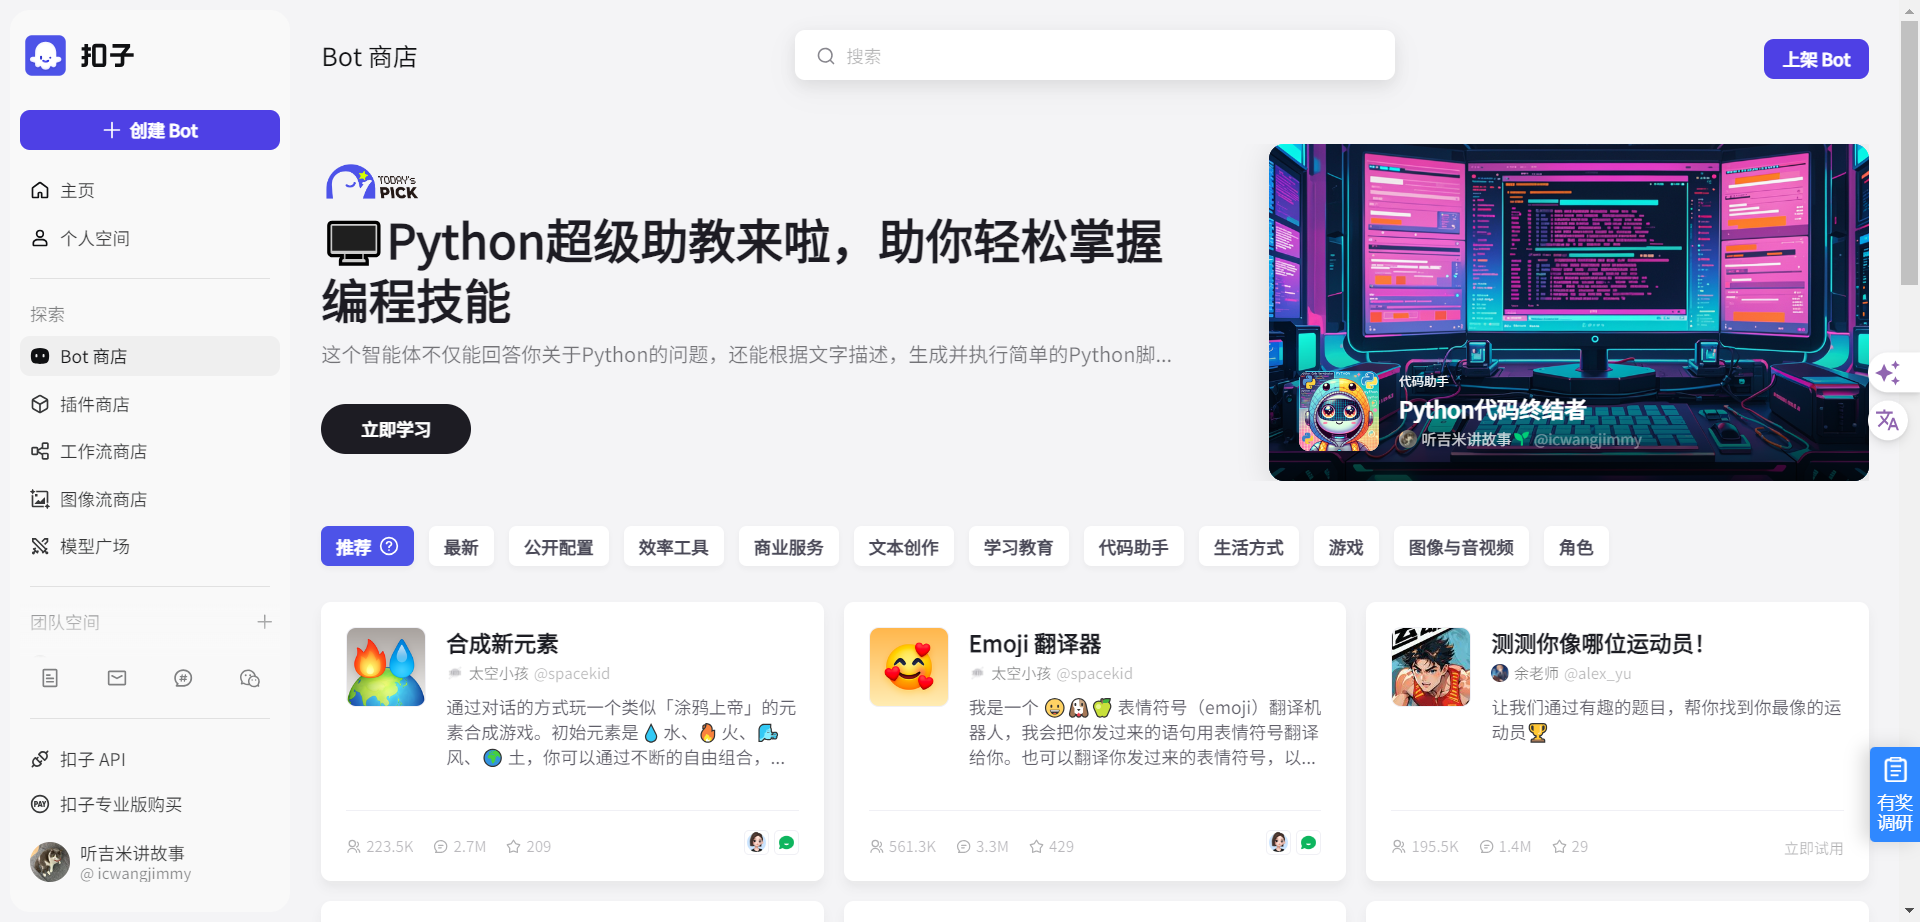 扣子
创建 Bot
主页
个人空间
探索
Bot 商店
插件商店
工作流商店
图像流商店
模型广场
团队空间
扣子 API
扣子专业版购买
听吉米讲故事
@icwangjimmy
Bot 商店
搜索
上架 Bot
TODAY's
PICK
Python超级助教来啦，助你轻松掌握
编程技能
这个智能体不仅能回答你关于Python的问题，还能根据文字描述，生成并执行简单的Python脚...
立即学习
代码助手
Python代码终结者
听吉米讲故事🌱 @icwangjimmy
推荐
最新
公开配置
效率工具
商业服务
文本创作
学习教育
代码助手
生活方式
游戏
图像与音视频
角色
合成新元素
太空小孩 @spacekid
通过对话的方式玩一个类似「涂鸦上帝」的元
素合成游戏。初始元素是💧水、🔥火、🌬️
风、🌍 土，你可以通过不断的自由组合，...
223.5K 2.7M 209
Emoji 翻译器
太空小孩 @spacekid
我是一个 😀🐶🍏 表情符号（emoji）翻译机
器人，我会把你发过来的语句用表情符号翻译
给你。也可以翻译你发过来的表情符号，以...
561.3K 3.3M 429
测测你像哪位运动员！
余老师 @alex_yu
让我们通过有趣的题目，帮你找到你最像的运
动员🏆
195.5K 1.4M 29
立即试用
有奖
调研